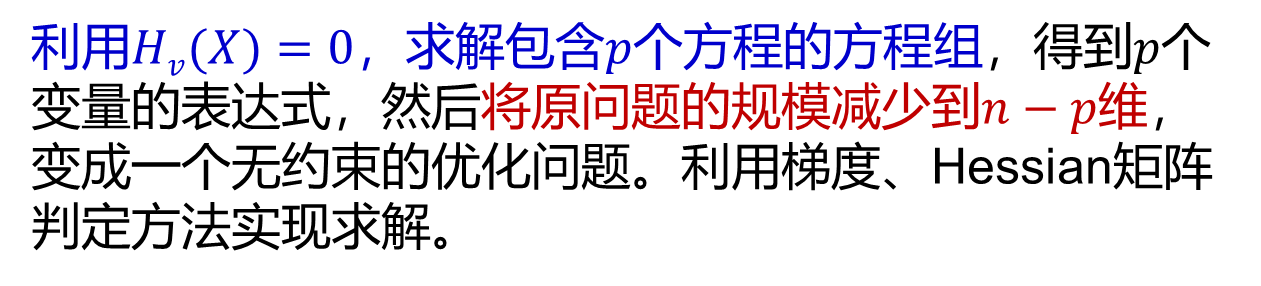 利用𝐻𝑣(𝑋) = 0，求解包含𝑝个方程的方程组，得到𝑝个
变量的表达式，然后将原问题的规模减少到𝑛 − 𝑝维，
变成一个无约束的优化问题。利用梯度、Hessian矩阵
判定方法实现求解。